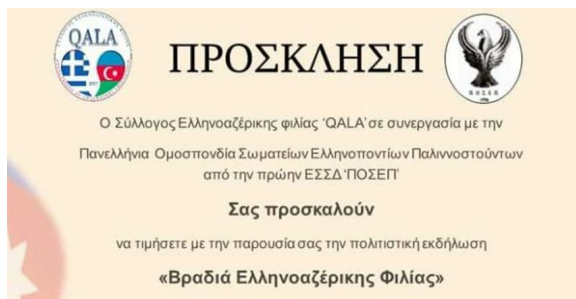 QALA
ΠΡΟΣΚΛΗΣΗ
Ο Σύλλογος Ελληνοαζέρικης φιλίας 'QALA' σε συνεργασία με την
Πανελλήνια Ομοσπονδία Σωματείων Ελληνοποντίων Παλιννοστούντων
από την πρώην ΕΣΣΔ 'ΠΟΣΕΠ'
Σας προσκαλούν
να τιμήσετε με την παρουσία σας την πολιτιστική εκδήλωση
«Βραδιά Ελληνοαζέρικης Φιλίας»